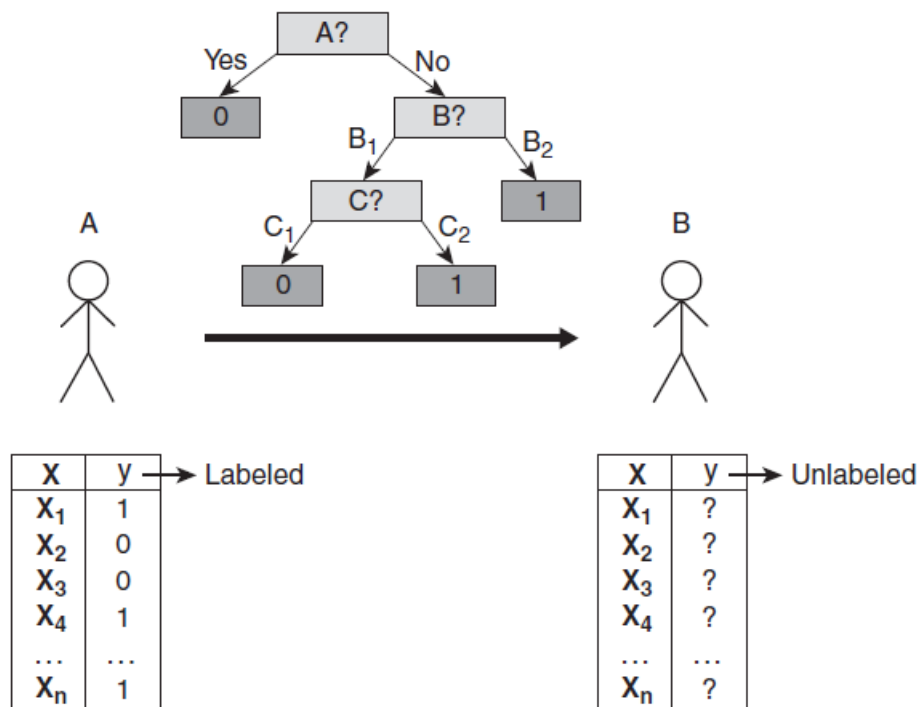 A?
Yes No
0 B?
B₁ B₂
C? 1
A C₁ C₂ B
0 1
X y → Labeled
X₁ 1
X₂ 0
X₃ 0
X₄ 1
... ...
Xₙ 1
X y → Unlabeled
X₁ ?
X₂ ?
X₃ ?
X₄ ?
... ...
Xₙ ?